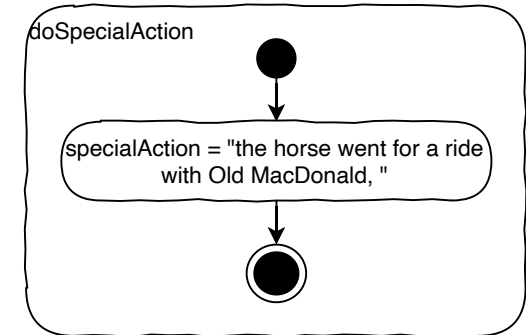 doSpecialAction
specialAction = "the horse went for a ride
with Old MacDonald, "